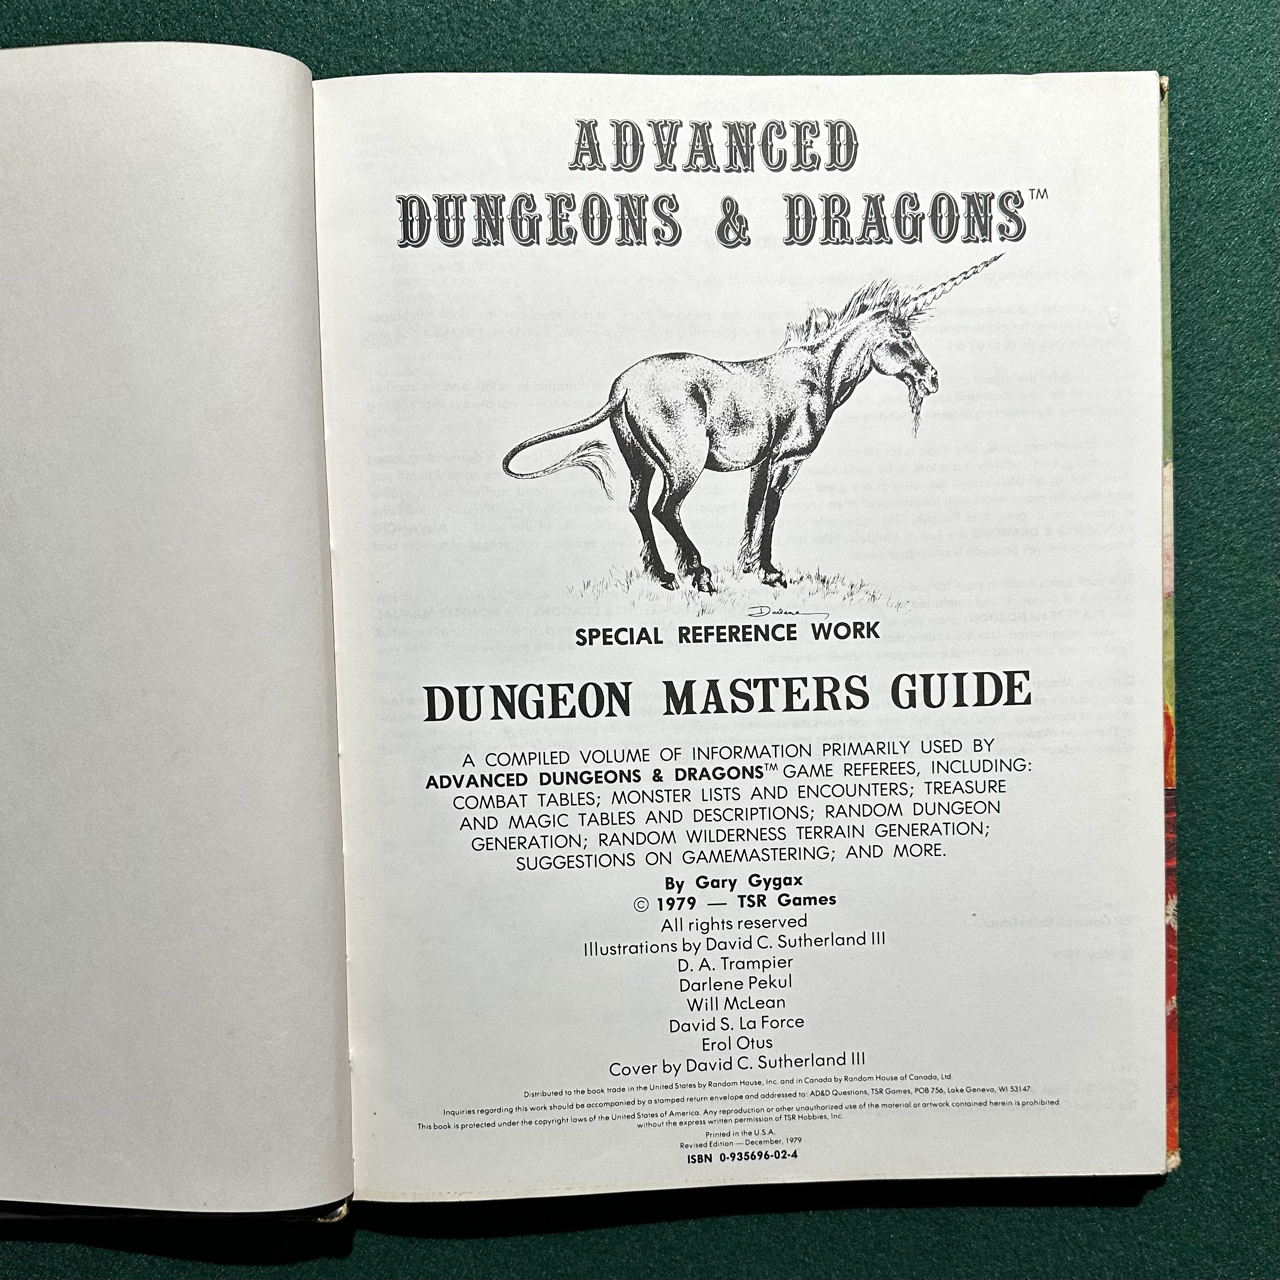 ADVANCED
DUNGEONS & DRAGONS™
Darlene
SPECIAL REFERENCE WORK
DUNGEON MASTERS GUIDE
A COMPILED VOLUME OF INFORMATION PRIMARILY USED BY
ADVANCED DUNGEONS & DRAGONS™ GAME REFEREES, INCLUDING:
COMBAT TABLES; MONSTER LISTS AND ENCOUNTERS; TREASURE
AND MAGIC TABLES AND DESCRIPTIONS; RANDOM DUNGEON
GENERATION; RANDOM WILDERNESS TERRAIN GENERATION;
SUGGESTIONS ON GAMEMASTERING; AND MORE.
By Gary Gygax
© 1979 — TSR Games
All rights reserved
Illustrations by David C. Sutherland III
D. A. Trampier
Darlene Pekul
Will McLean
David S. La Force
Erol Otus
Cover by David C. Sutherland III
Distributed to the book trade in the United States by Random House, Inc. and in Canada by Random House of Canada, Ltd.
Inquiries regarding this work should be accompanied by a stamped return envelope and addressed to: AD&D Questions, TSR Games, POB 756, Lake Geneva, WI 53147.
This book is protected under the copyright laws of the United States of America. Any reproduction or other unauthorized use of the material or artwork contained herein is prohibited
without the express written permission of TSR Hobbies, Inc.
Printed in the U.S.A.
Revised Edition — December, 1979
ISBN 0-935696-02-4